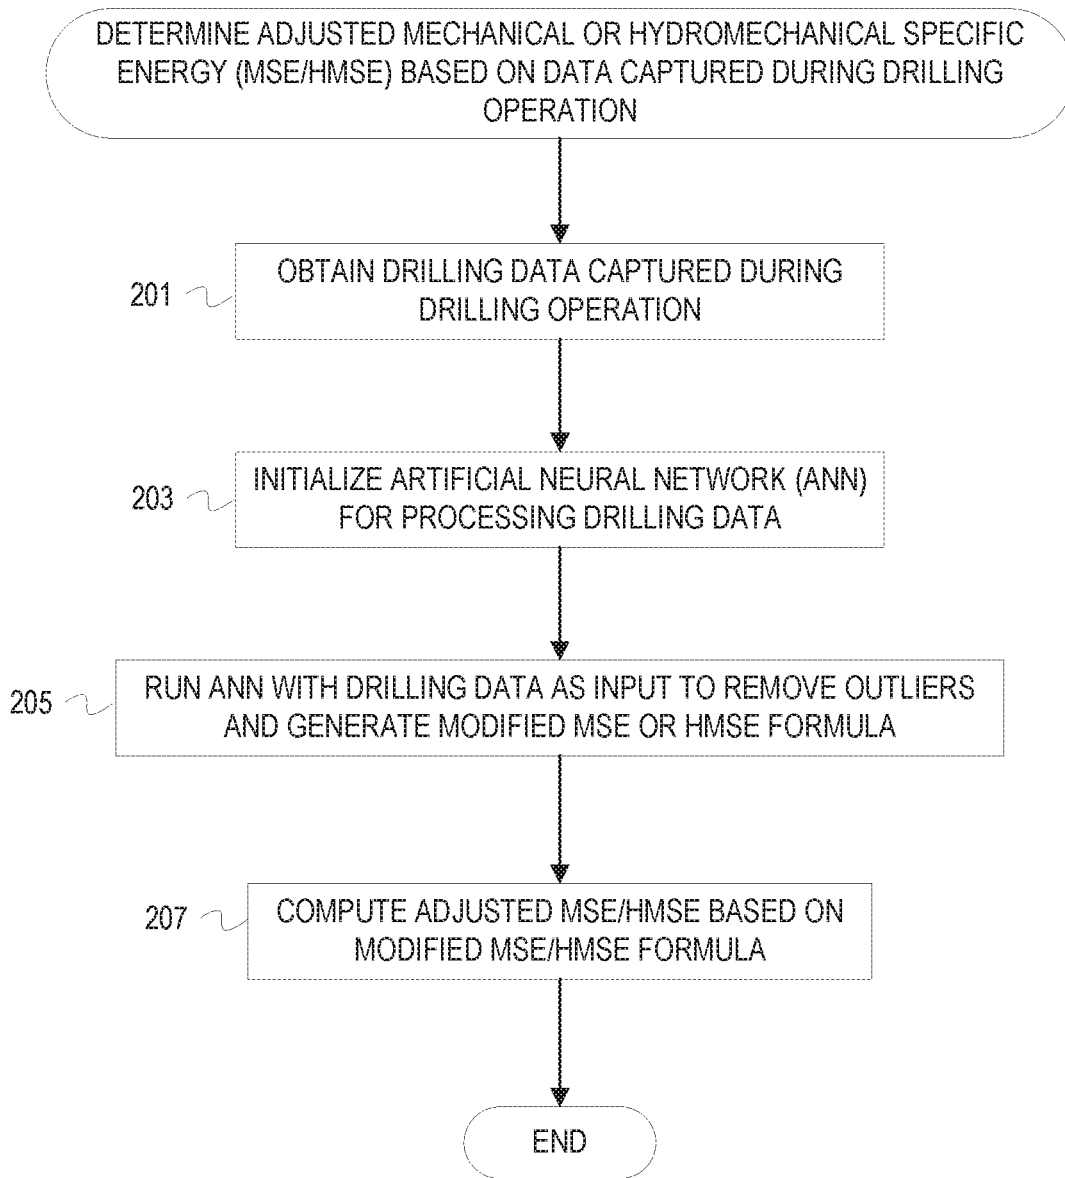 DETERMINE ADJUSTED MECHANICAL OR HYDROMECHANICAL SPECIFIC
ENERGY (MSE/HMSE) BASED ON DATA CAPTURED DURING DRILLING
OPERATION
201
OBTAIN DRILLING DATA CAPTURED DURING
DRILLING OPERATION
203
INITIALIZE ARTIFICIAL NEURAL NETWORK (ANN)
FOR PROCESSING DRILLING DATA
205
RUN ANN WITH DRILLING DATA AS INPUT TO REMOVE OUTLIERS
AND GENERATE MODIFIED MSE OR HMSE FORMULA
207
COMPUTE ADJUSTED MSE/HMSE BASED ON
MODIFIED MSE/HMSE FORMULA
END